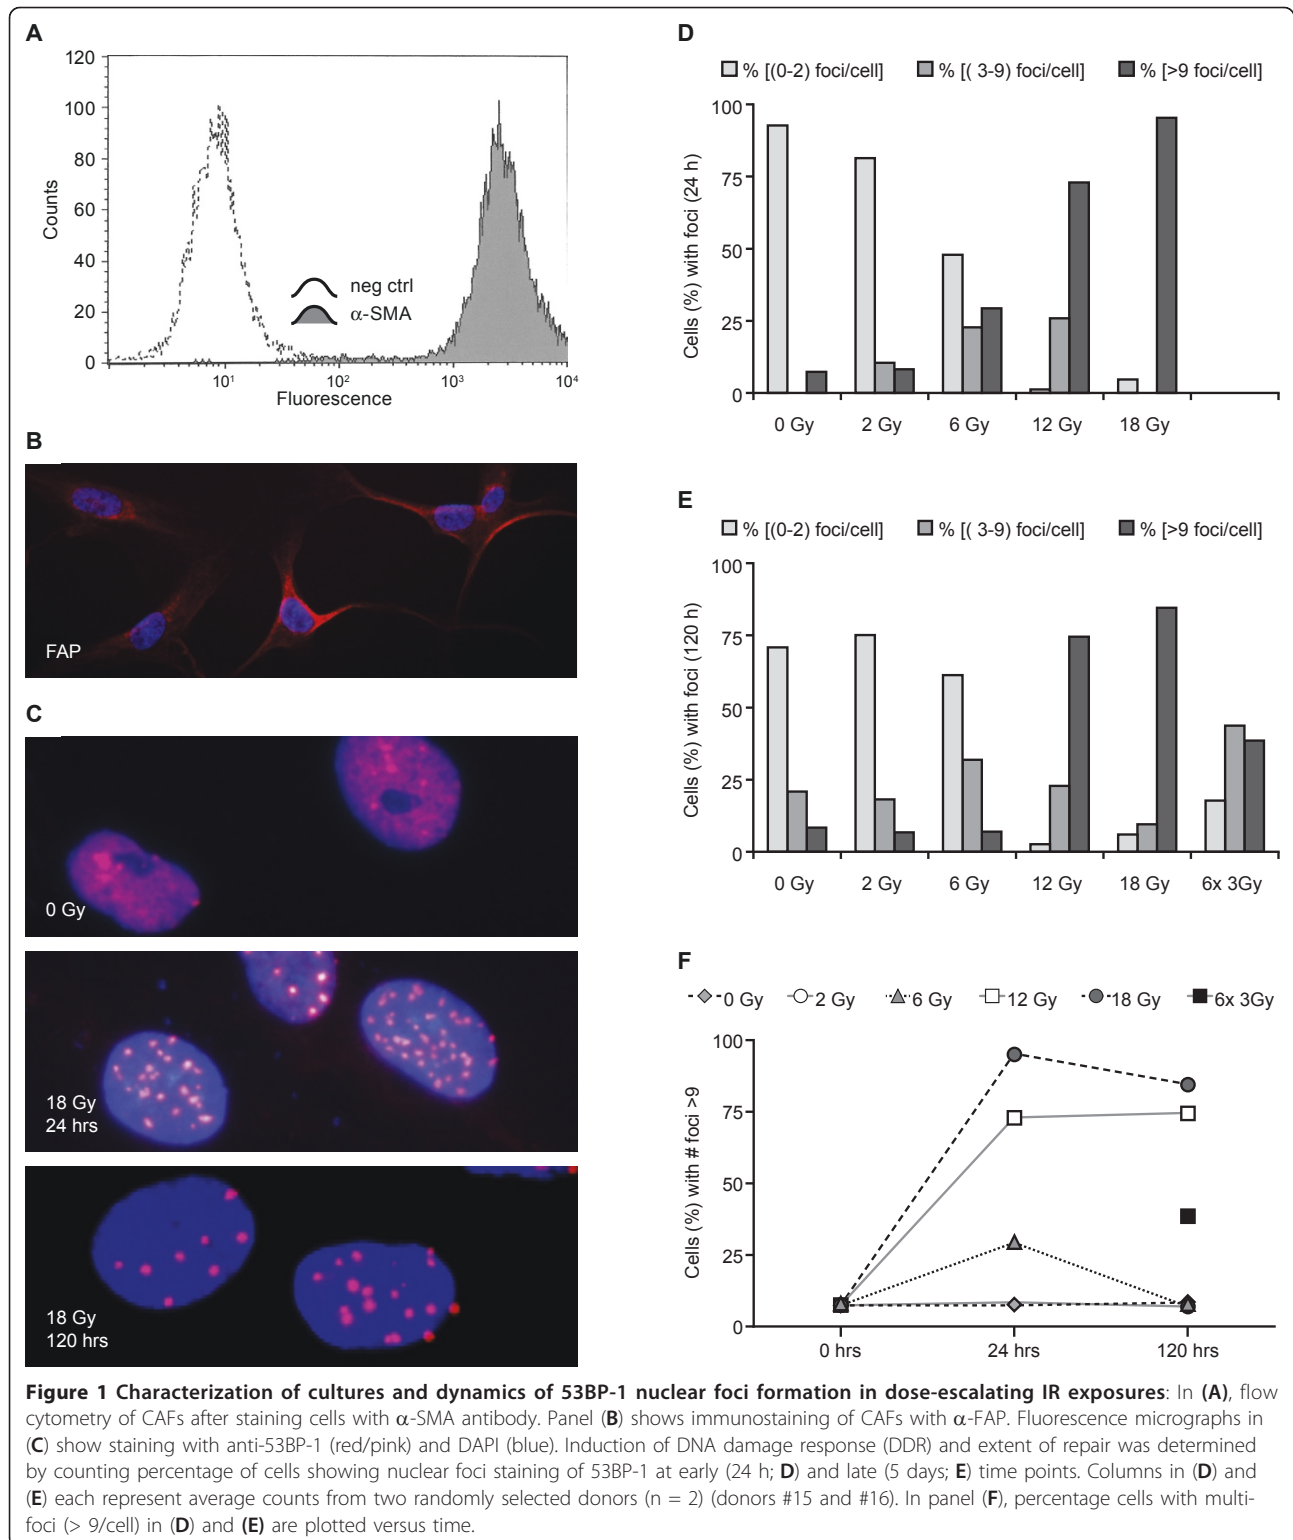 A
120
100
80
60
40
20
0
Counts
neg ctrl
α-SMA
10¹ 10² 10³ 10⁴
Fluorescence
B
FAP
C
0 Gy
18 Gy
24 hrs
18 Gy
120 hrs
D
% [(0-2) foci/cell] % [( 3-9) foci/cell] % [>9 foci/cell]
100
75
50
25
0
Cells (%) with foci (24 h)
0 Gy 2 Gy 6 Gy 12 Gy 18 Gy
E
% [(0-2) foci/cell] % [( 3-9) foci/cell] % [>9 foci/cell]
100
75
50
25
0
Cells (%) with foci (120 h)
0 Gy 2 Gy 6 Gy 12 Gy 18 Gy 6x 3Gy
F
0 Gy 2 Gy 6 Gy 12 Gy 18 Gy 6x 3Gy
100
75
50
25
0
Cells (%) with # foci >9
0 hrs 24 hrs 120 hrs
Figure 1 Characterization of cultures and dynamics of 53BP-1 nuclear foci formation in dose-escalating IR exposures: In (A), flow
cytometry of CAFs after staining cells with α-SMA antibody. Panel (B) shows immunostaining of CAFs with α-FAP. Fluorescence micrographs in
(C) show staining with anti-53BP-1 (red/pink) and DAPI (blue). Induction of DNA damage response (DDR) and extent of repair was determined
by counting percentage of cells showing nuclear foci staining of 53BP-1 at early (24 h; D) and late (5 days; E) time points. Columns in (D) and
(E) each represent average counts from two randomly selected donors (n = 2) (donors #15 and #16). In panel (F), percentage cells with multi-
foci (> 9/cell) in (D) and (E) are plotted versus time.